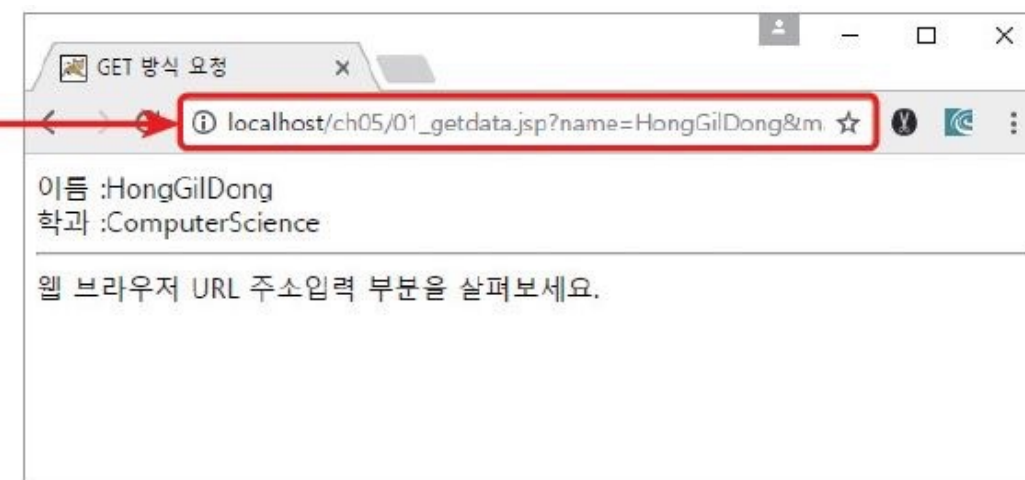 GET 방식 요청
localhost/ch05/01_getdata.jsp?name=HongGilDong&m
이름 :HongGilDong
학과 :ComputerScience
웹 브라우저 URL 주소입력 부분을 살펴보세요.